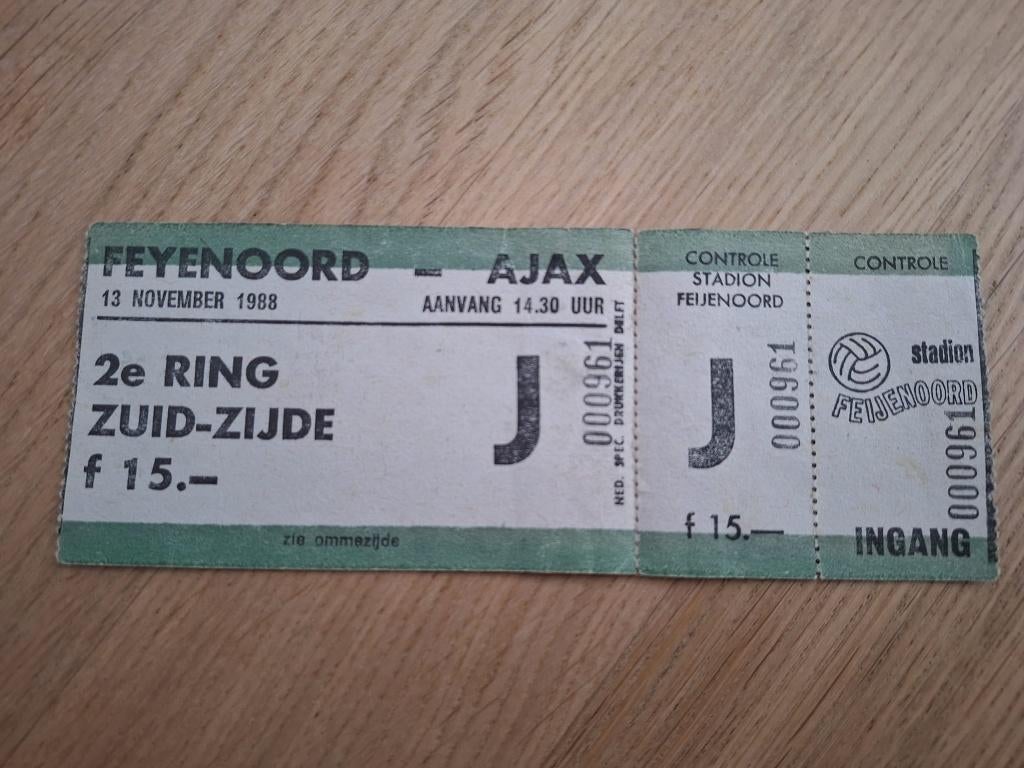 FEYENOORD - AJAX
13 NOVEMBER 1988 AANVANG 14.30 UUR
2e RING
ZUID-ZIJDE
f 15.-
J
000961
NED. SPEC. DRUKKERIJEN DELFT
zie ommezijde
CONTROLE
STADION
FEIJENOORD
J
000961
f 15.—
CONTROLE
stadion
FEIJENOORD
000961
INGANG